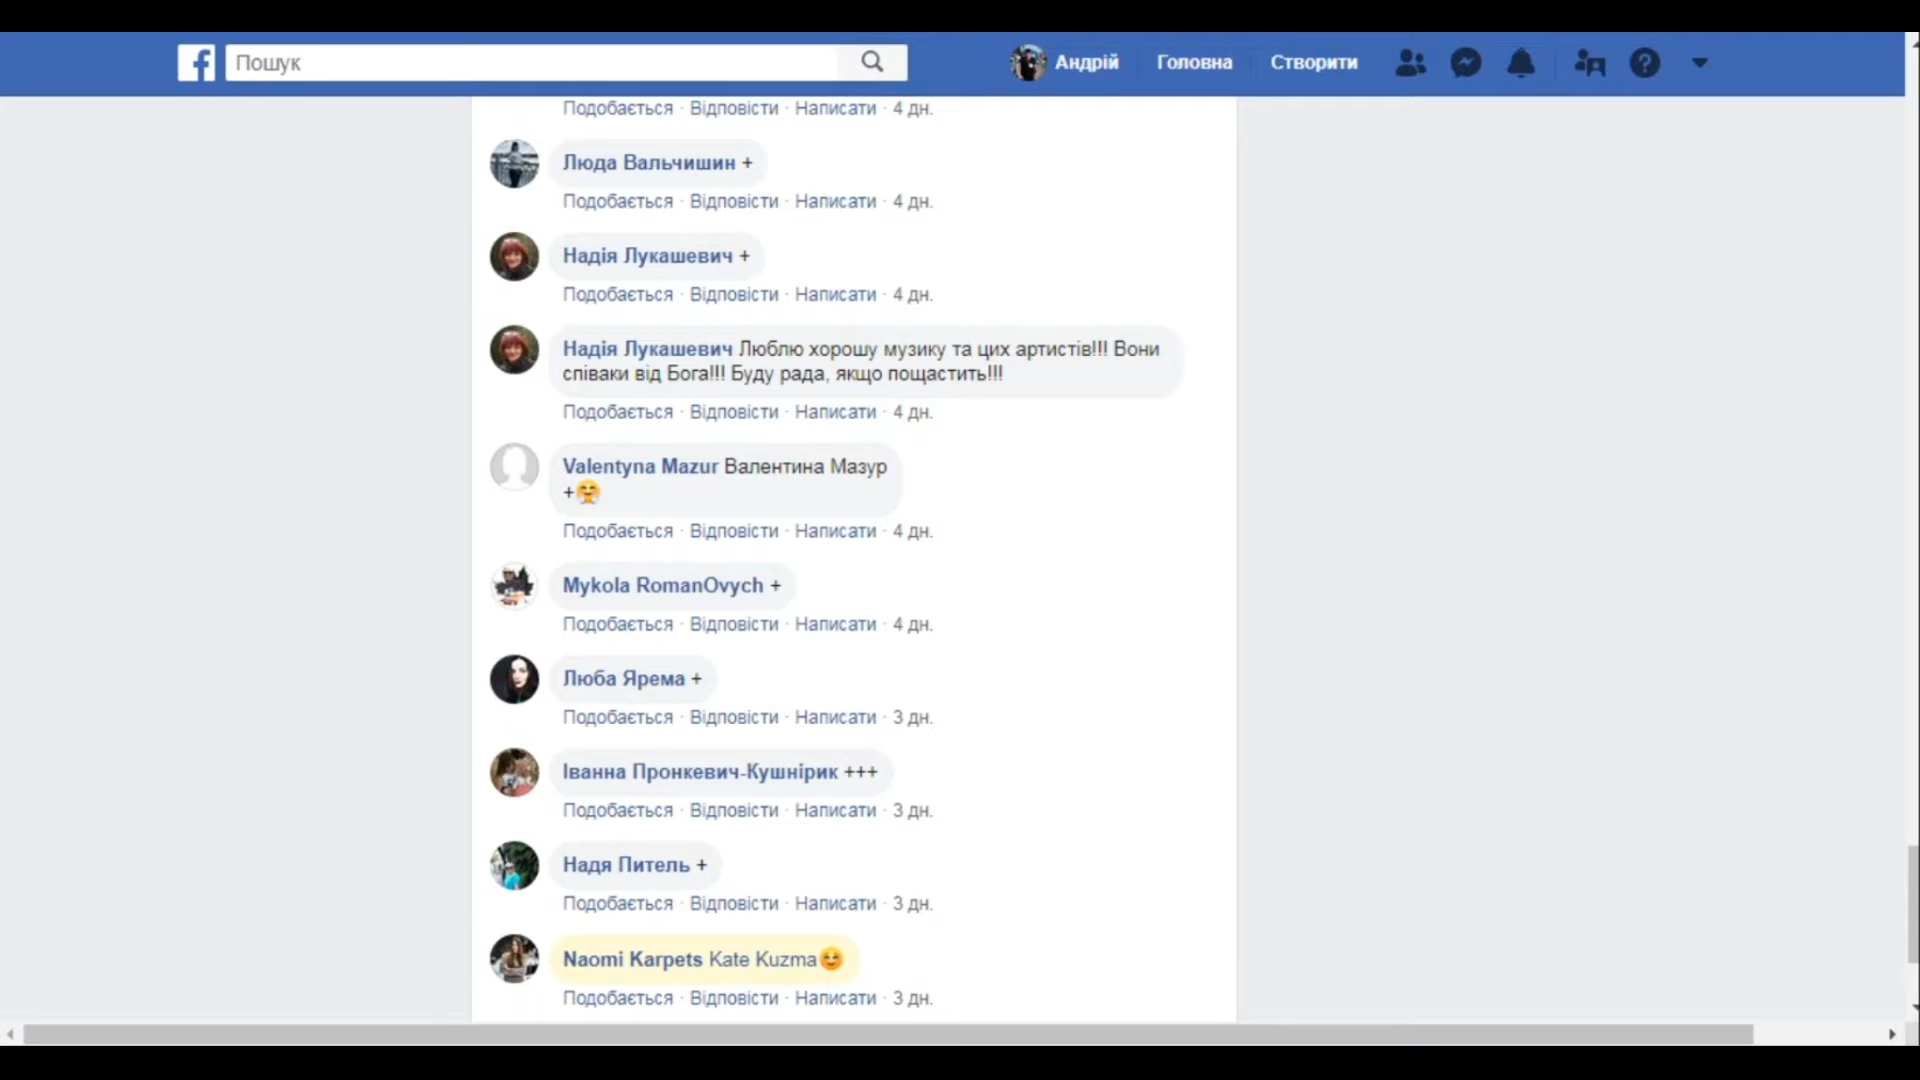 Пошук
Андрій Головна Створити
Подобається · Відповісти · Написати · 4 дн.
Люда Вальчишин +
Подобається · Відповісти · Написати · 4 дн.
Надія Лукашевич +
Подобається · Відповісти · Написати · 4 дн.
Надія Лукашевич Люблю хорошу музику та цих артистів!!! Вони
співаки від Бога!!! Буду рада, якщо пощастить!!!
Подобається · Відповісти · Написати · 4 дн.
Valentyna Mazur Валентина Мазур
+🤗
Подобається · Відповісти · Написати · 4 дн.
Mykola RomanOvych +
Подобається · Відповісти · Написати · 4 дн.
Люба Ярема +
Подобається · Відповісти · Написати · 3 дн.
Іванна Пронкевич-Кушнірик +++
Подобається · Відповісти · Написати · 3 дн.
Надя Питель +
Подобається · Відповісти · Написати · 3 дн.
Naomi Karpets Kate Kuzma😊
Подобається · Відповісти · Написати · 3 дн.